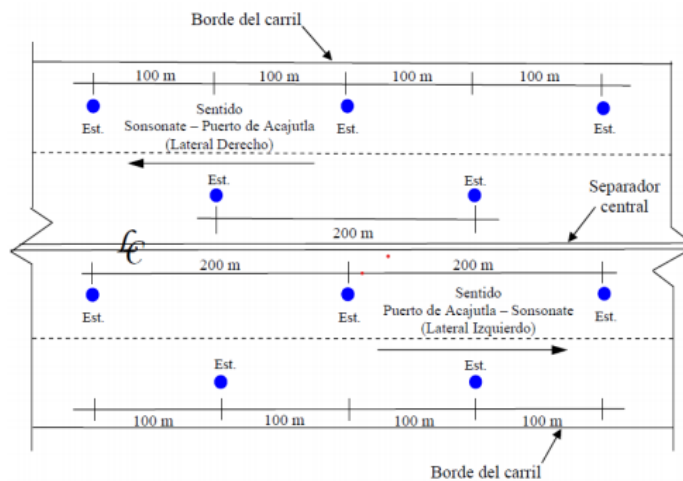 Borde del carril
100 m 100 m 100 m 100 m
Est. Est. Est.
Sentido
Sonsonate – Puerto de Acajutla
(Lateral Derecho)
Est. Est.
Separador
central
200 m
℄
200 m 200 m
Est. Est. Est.
Sentido
Puerto de Acajutla – Sonsonate
(Lateral Izquierdo)
Est. Est.
100 m 100 m 100 m 100 m
Borde del carril